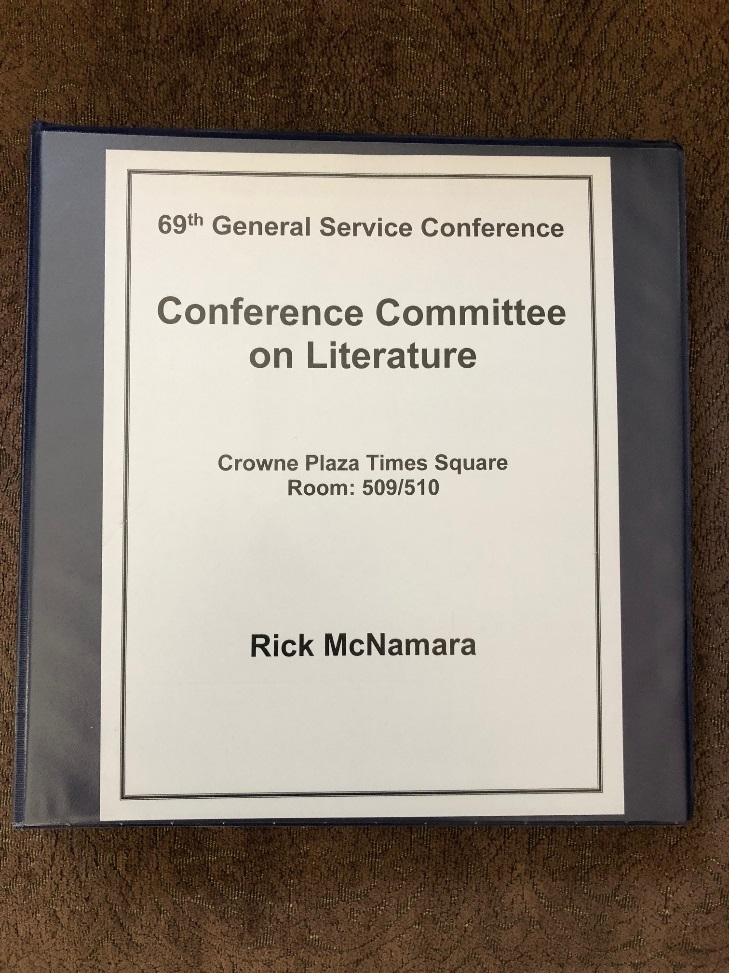 69th General Service Conference
Conference Committee
on Literature
Crowne Plaza Times Square
Room: 509/510
Rick McNamara